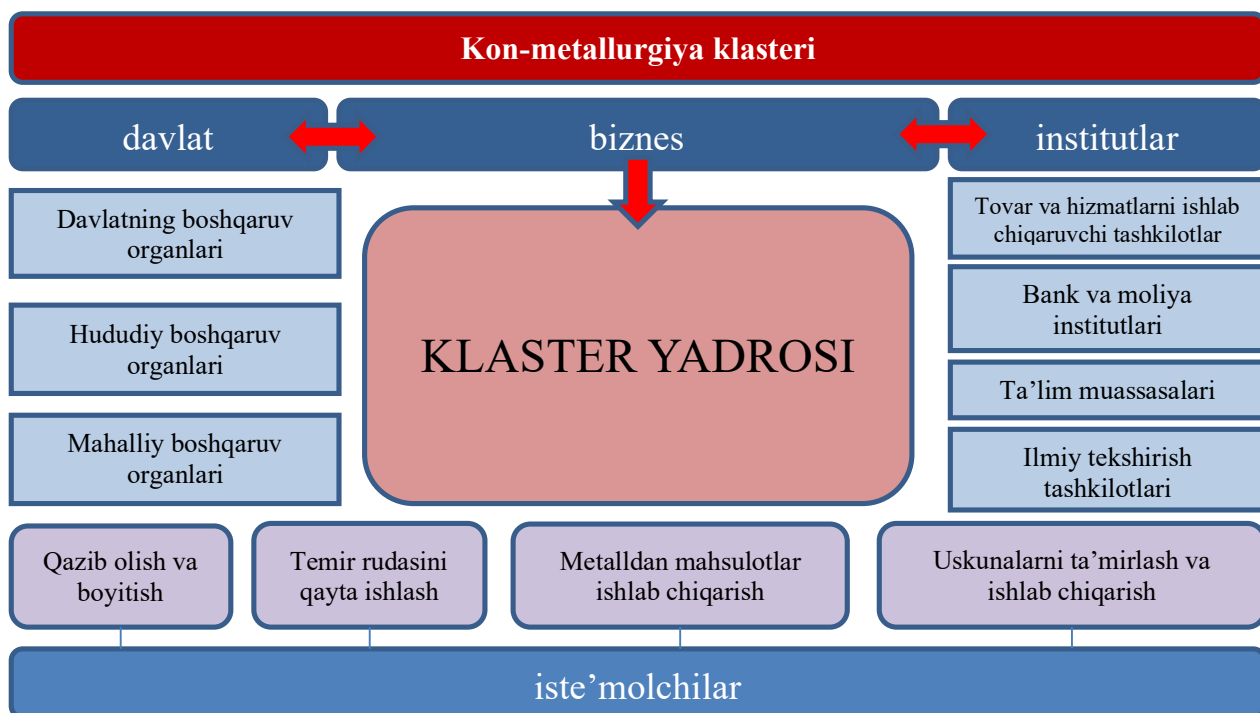 Kon-metallurgiya klasteri
davlat
biznes
institutlar
Davlatning boshqaruv
organlari
Hududiy boshqaruv
organlari
Mahalliy boshqaruv
organlari
KLASTER YADROSI
Tovar va hizmatlarni ishlab
chiqaruvchi tashkilotlar
Bank va moliya
institutlari
Ta’lim muassasalari
Ilmiy tekshirish
tashkilotlari
Qazib olish va
boyitish
Temir rudasini
qayta ishlash
Metalldan mahsulotlar
ishlab chiqarish
Uskunalarni ta’mirlash va
ishlab chiqarish
iste’molchilar